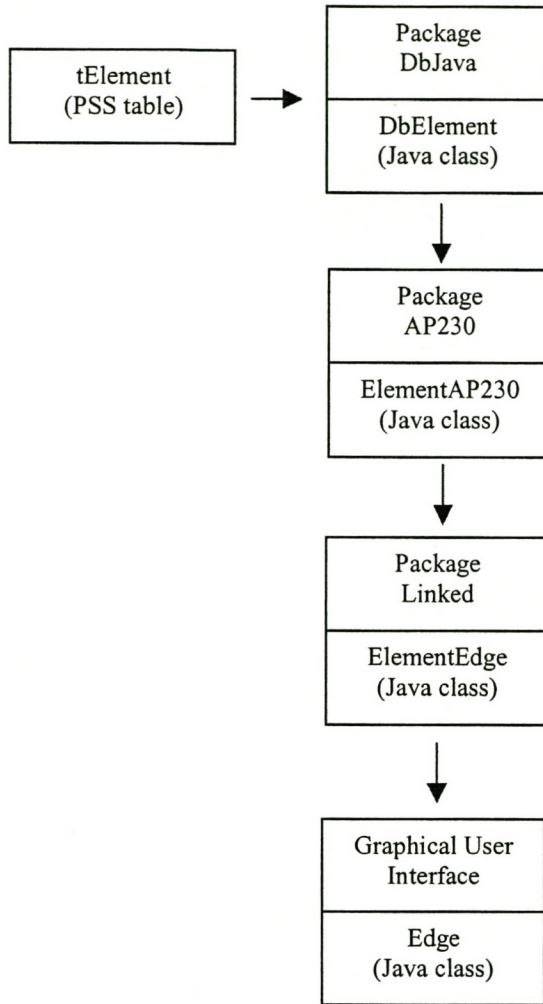 tElement
(PSS table)
Package
DbJava
DbElement
(Java class)
Package
AP230
ElementAP230
(Java class)
Package
Linked
ElementEdge
(Java class)
Graphical User
Interface
Edge
(Java class)